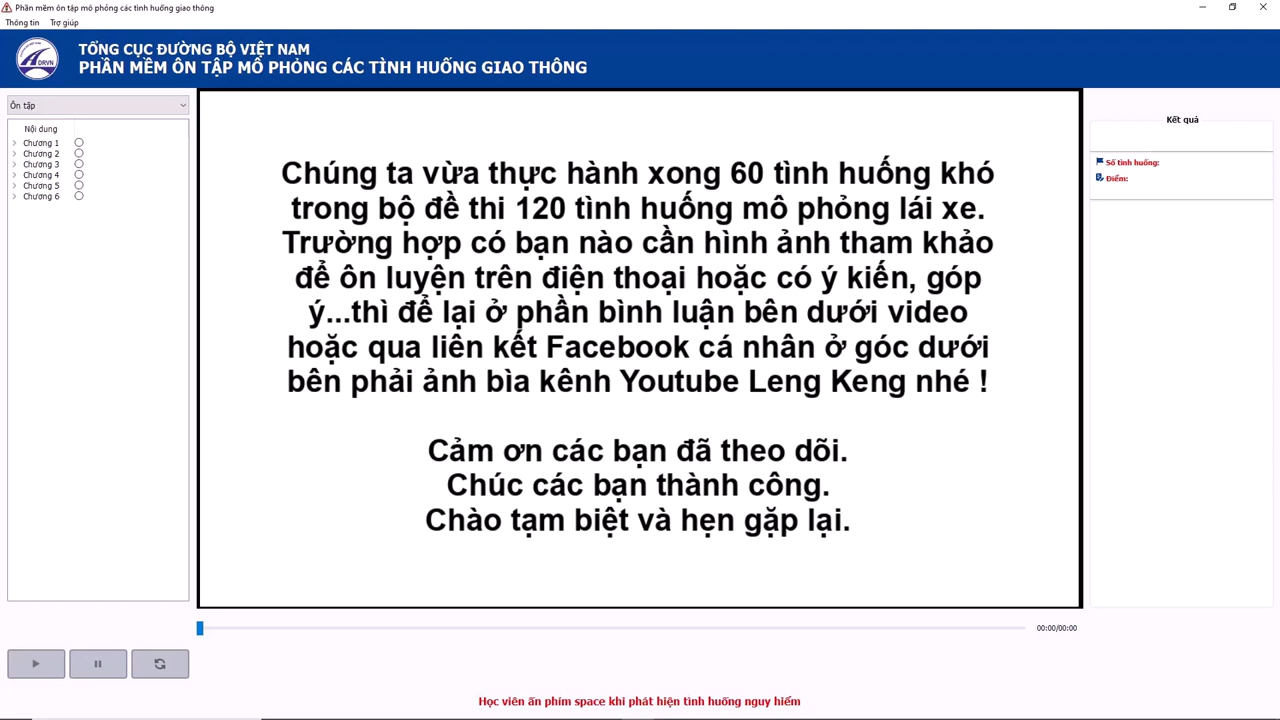 Phần mềm ôn tập mô phỏng các tình huống giao thông
Thông tin Trợ giúp
DRVN
TỔNG CỤC ĐƯỜNG BỘ VIỆT NAM
PHẦN MỀM ÔN TẬP MÔ PHỎNG CÁC TÌNH HUỐNG GIAO THÔNG
Ôn tập
Nội dung
Chương 1
Chương 2
Chương 3
Chương 4
Chương 5
Chương 6
Chúng ta vừa thực hành xong 60 tình huống khó
trong bộ đề thi 120 tình huống mô phỏng lái xe.
Trường hợp có bạn nào cần hình ảnh tham khảo
để ôn luyện trên điện thoại hoặc có ý kiến, góp
ý...thì để lại ở phần bình luận bên dưới video
hoặc qua liên kết Facebook cá nhân ở góc dưới
bên phải ảnh bìa kênh Youtube Leng Keng nhé !
Cảm ơn các bạn đã theo dõi.
Chúc các bạn thành công.
Chào tạm biệt và hẹn gặp lại.
Kết quả
Số tình huống:
Điểm:
00:00/00:00
Học viên ấn phím space khi phát hiện tình huống nguy hiểm